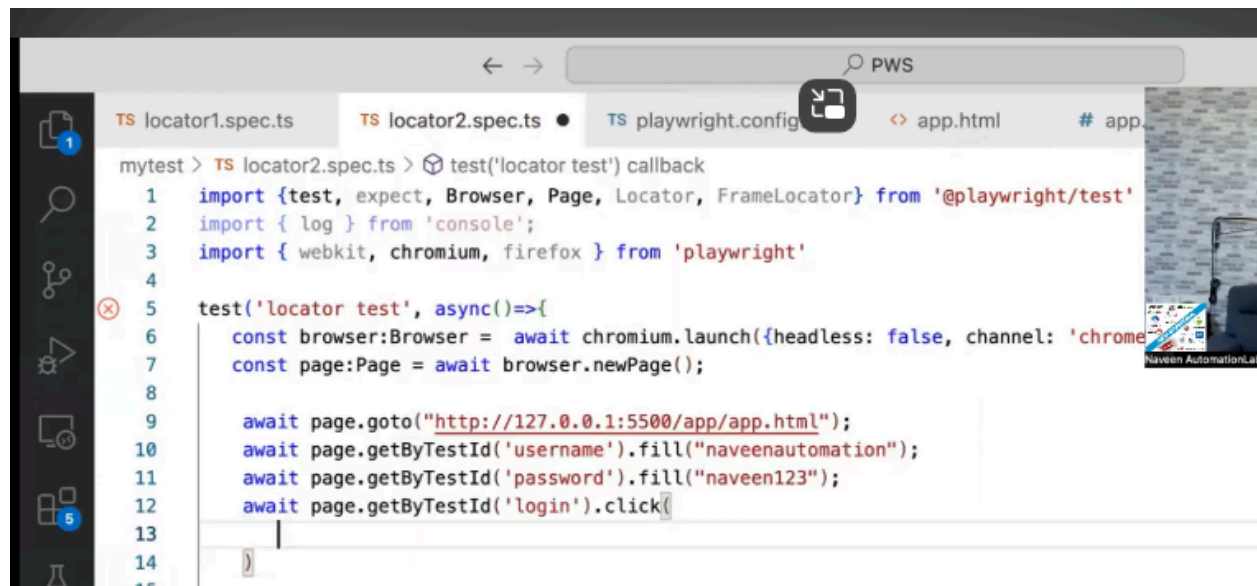 PWS
TS locator1.spec.ts TS locator2.spec.ts TS playwright.config <> app.html # app.
mytest > TS locator2.spec.ts > test('locator test') callback
1 import {test, expect, Browser, Page, Locator, FrameLocator} from '@playwright/test'
2 import { log } from 'console';
3 import { webkit, chromium, firefox } from 'playwright'
4
5 test('locator test', async()=>{
6 const browser:Browser = await chromium.launch({headless: false, channel: 'chrome
7 const page:Page = await browser.newPage();
8
9 await page.goto("http://127.0.0.1:5500/app/app.html");
10 await page.getByTestId('username').fill("naveenautomation");
11 await page.getByTestId('password').fill("naveen123");
12 await page.getByTestId('login').click(
13
14 )
1
5
Naveen AutomationLa